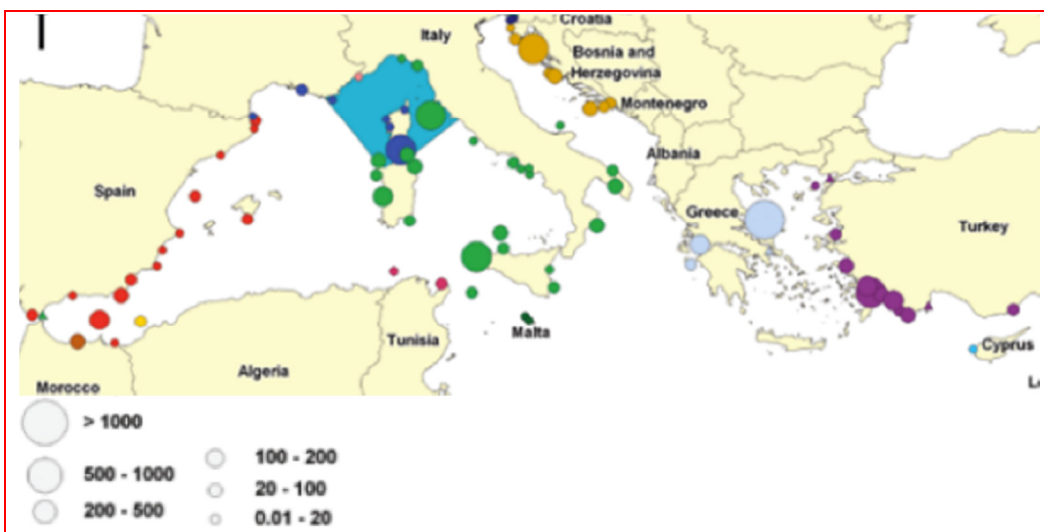 Croatia
Italy
Bosnia and
Herzegovina
Montenegro
Albania
Spain
Greece
Turkey
Malta
Tunisia
Cyprus
Algeria
Morocco
L
> 1000
500 - 1000
200 - 500
100 - 200
20 - 100
0.01 - 20